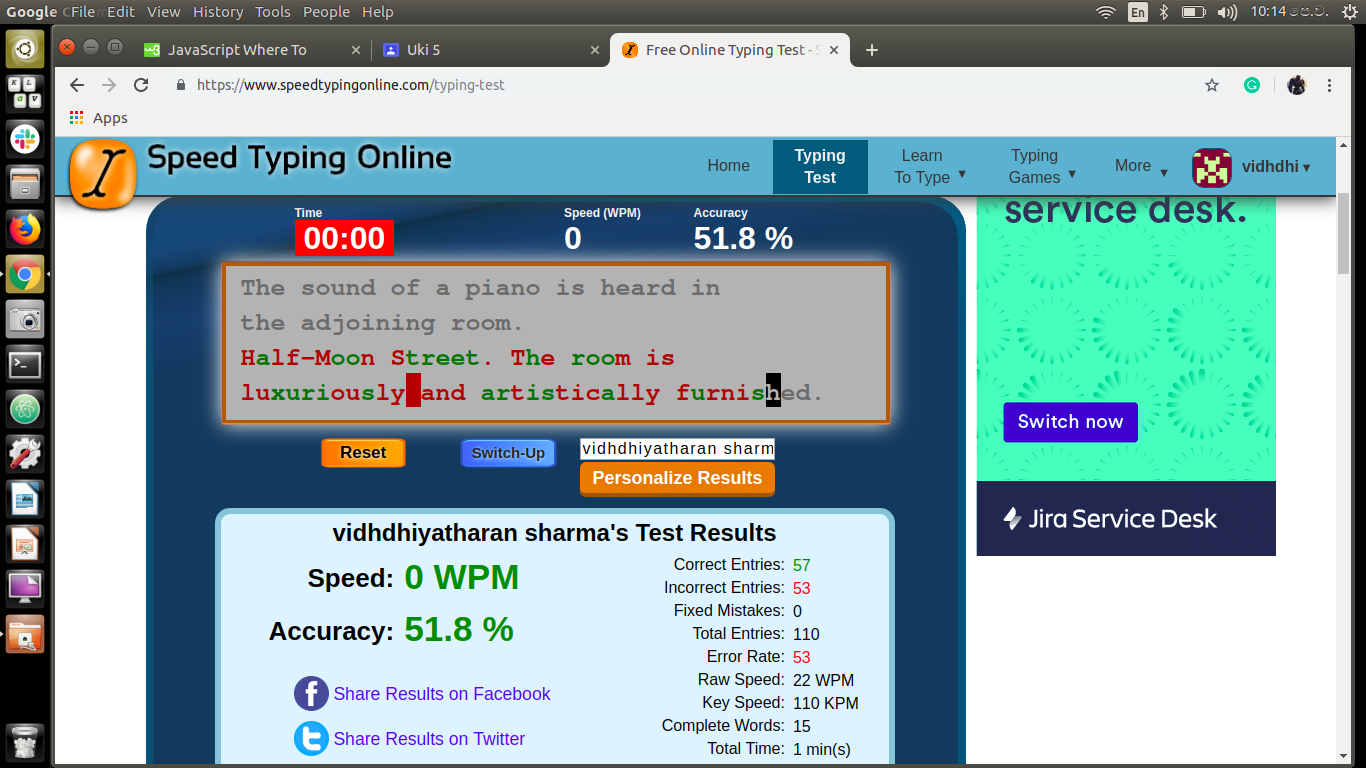 Google C File Edit View History Tools People Help
En 10:14 පෙ.ව.
JavaScript Where To
Uki 5
Free Online Typing Test - S
https://www.speedtypingonline.com/typing-test
Apps
Speed Typing Online
Home
Typing Test
Learn To Type ▼
Typing Games ▼
More ▼
vidhdhi ▾
Time
00:00
Speed (WPM)
0
Accuracy
51.8 %
The sound of a piano is heard in
the adjoining room.
Half-Moon Street. The room is
luxuriously and artistically furnished.
Reset
Switch-Up
vidhdhiyatharan sharm
Personalize Results
vidhdhiyatharan sharma's Test Results
Speed: 0 WPM
Accuracy: 51.8 %
Share Results on Facebook
Share Results on Twitter
Correct Entries: 57
Incorrect Entries: 53
Fixed Mistakes: 0
Total Entries: 110
Error Rate: 53
Raw Speed: 22 WPM
Key Speed: 110 KPM
Complete Words: 15
Total Time: 1 min(s)
service desk.
Switch now
Jira Service Desk